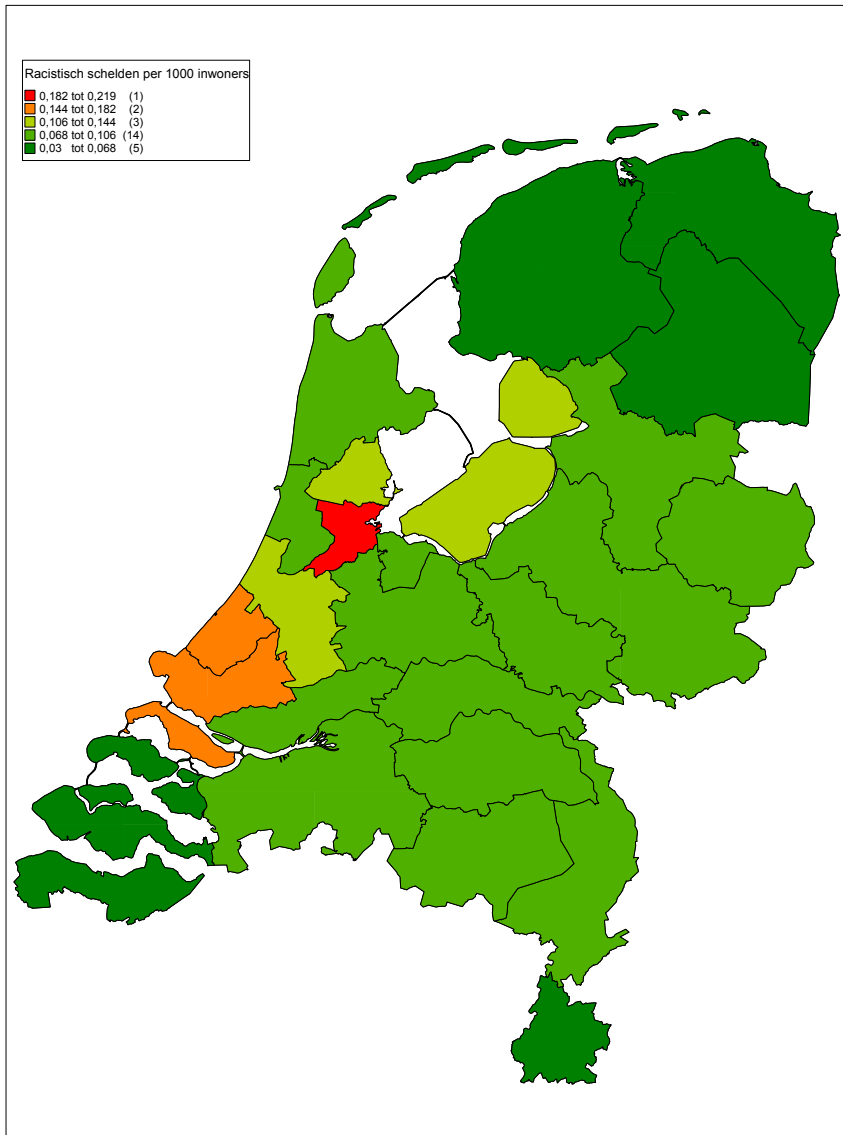 Racistisch schelden per 1000 inwoners
0,182 tot 0,219 (1)
0,144 tot 0,182 (2)
0,106 tot 0,144 (3)
0,068 tot 0,106 (14)
0,03 tot 0,068 (5)